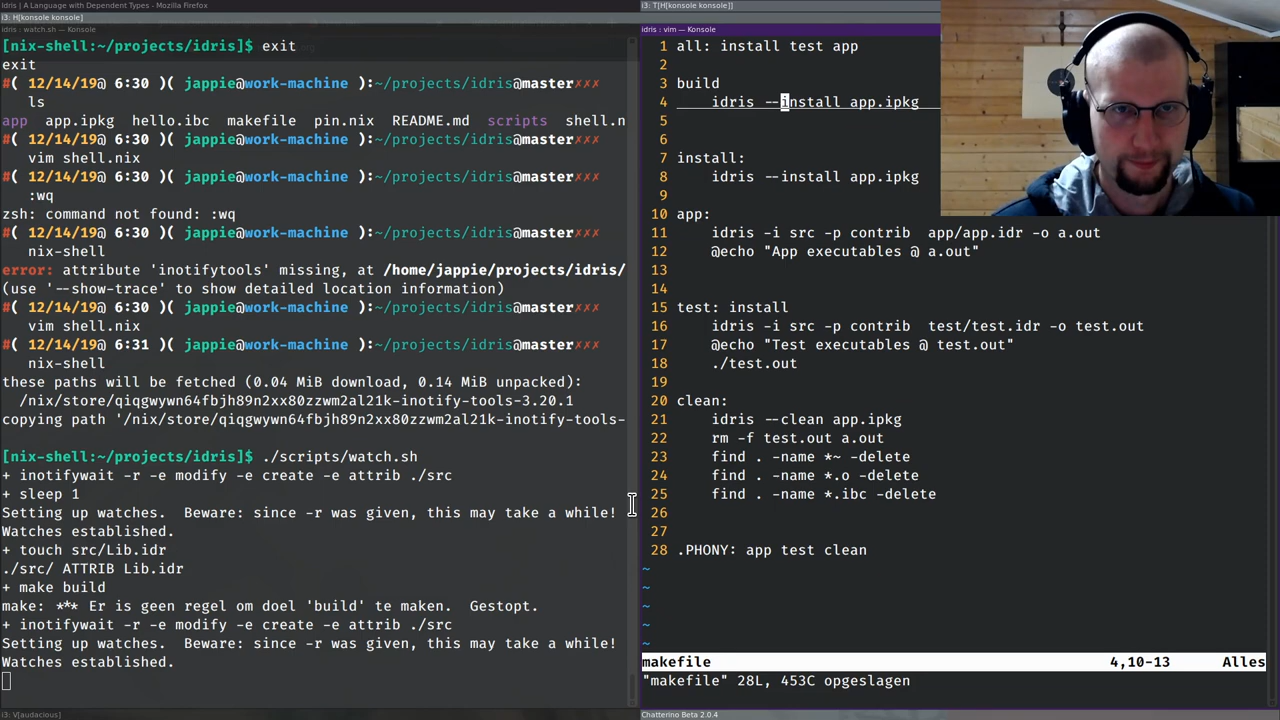 Idris | A Language with Dependent Types - Mozilla Firefox
i3: H[konsole konsole]
idris : watch.sh — Konsole
[nix-shell:~/projects/idris]$ exit
exit
#( 12/14/19@ 6:30 )( jappie@work-machine ):~/projects/idris@master✗✗✗
ls
app app.ipkg hello.ibc makefile pin.nix README.md scripts shell.n
#( 12/14/19@ 6:30 )( jappie@work-machine ):~/projects/idris@master✗✗✗
vim shell.nix
#( 12/14/19@ 6:30 )( jappie@work-machine ):~/projects/idris@master✗✗✗
:wq
zsh: command not found: :wq
#( 12/14/19@ 6:30 )( jappie@work-machine ):~/projects/idris@master✗✗✗
nix-shell
error: attribute 'inotifytools' missing, at /home/jappie/projects/idris/
(use '--show-trace' to show detailed location information)
#( 12/14/19@ 6:30 )( jappie@work-machine ):~/projects/idris@master✗✗✗
vim shell.nix
#( 12/14/19@ 6:31 )( jappie@work-machine ):~/projects/idris@master✗✗✗
nix-shell
these paths will be fetched (0.04 MiB download, 0.14 MiB unpacked):
/nix/store/qiqgwywn64fbjh89n2xx80zzwm2al21k-inotify-tools-3.20.1
copying path '/nix/store/qiqgwywn64fbjh89n2xx80zzwm2al21k-inotify-tools-
[nix-shell:~/projects/idris]$ ./scripts/watch.sh
+ inotifywait -r -e modify -e create -e attrib ./src
+ sleep 1
Setting up watches.  Beware: since -r was given, this may take a while!
Watches established.
+ touch src/Lib.idr
./src/ ATTRIB Lib.idr
+ make build
make: *** Er is geen regel om doel 'build' te maken.  Gestopt.
+ inotifywait -r -e modify -e create -e attrib ./src
Setting up watches.  Beware: since -r was given, this may take a while!
Watches established.
i3: V[audacious]
i3: T[H[konsole konsole]]
idris : vim — Konsole
1 all: install test app
2
3 build
4 idris --install app.ipkg
5
6
7 install:
8 idris --install app.ipkg
9
10 app:
11 idris -i src -p contrib  app/app.idr -o a.out
12 @echo "App executables @ a.out"
13
14
15 test: install
16 idris -i src -p contrib  test/test.idr -o test.out
17 @echo "Test executables @ test.out"
18 ./test.out
19
20 clean:
21 idris --clean app.ipkg
22 rm -f test.out a.out
23 find . -name *~ -delete
24 find . -name *.o -delete
25 find . -name *.ibc -delete
26
27
28 .PHONY: app test clean
~
~
~
~
~
makefile 4,10-13 Alles
"makefile" 28L, 453C opgeslagen
Chatterino Beta 2.0.4